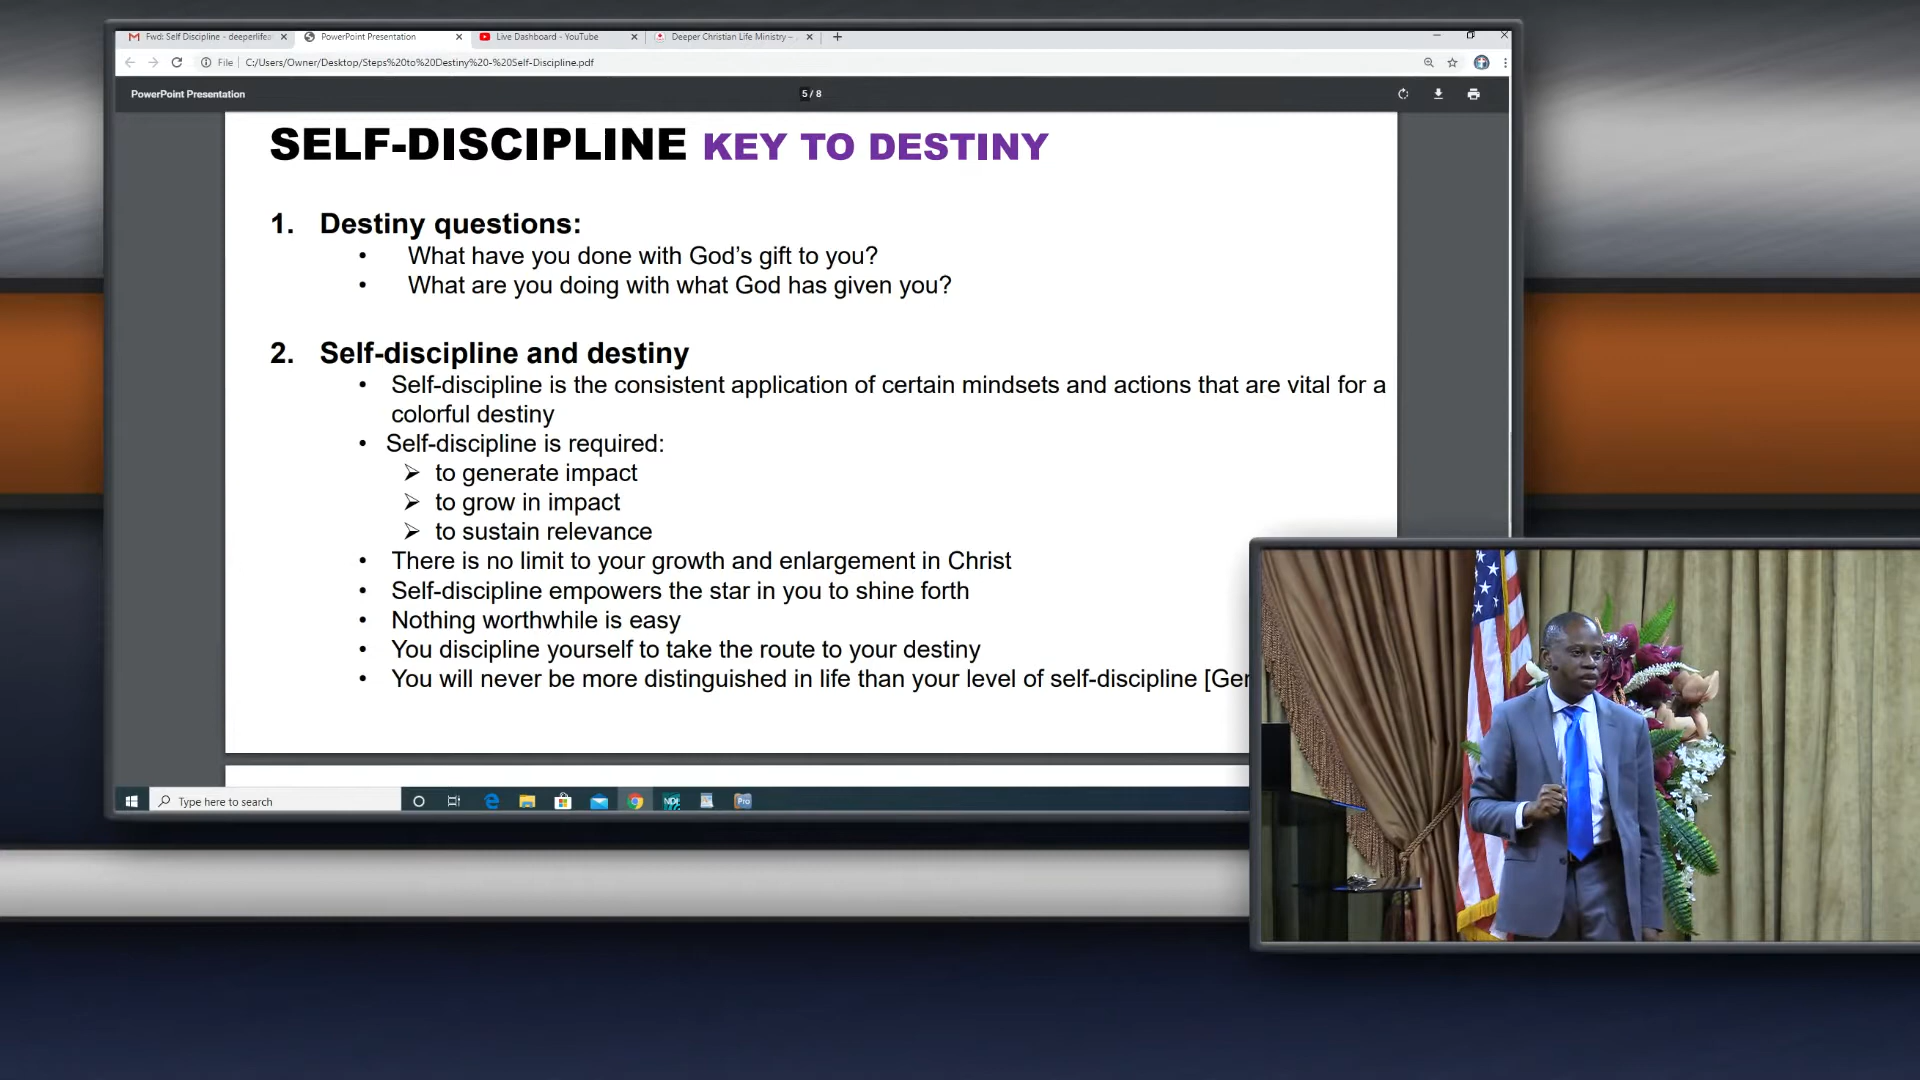 Fwd: Self Discipline - deeperlifea
PowerPoint Presentation
Live Dashboard - YouTube
Deeper Christian Life Ministry –
File
C:/Users/Owner/Desktop/Steps%20to%20Destiny%20-%20Self-Discipline.pdf
PowerPoint Presentation
5 / 8
SELF-DISCIPLINE KEY TO DESTINY
1. Destiny questions:
• What have you done with God’s gift to you?
• What are you doing with what God has given you?
2. Self-discipline and destiny
• Self-discipline is the consistent application of certain mindsets and actions that are vital for a
colorful destiny
• Self-discipline is required:
➢ to generate impact
➢ to grow in impact
➢ to sustain relevance
• There is no limit to your growth and enlargement in Christ
• Self-discipline empowers the star in you to shine forth
• Nothing worthwhile is easy
• You discipline yourself to take the route to your destiny
• You will never be more distinguished in life than your level of self-discipline [Ge
Type here to search
NDI
Pro